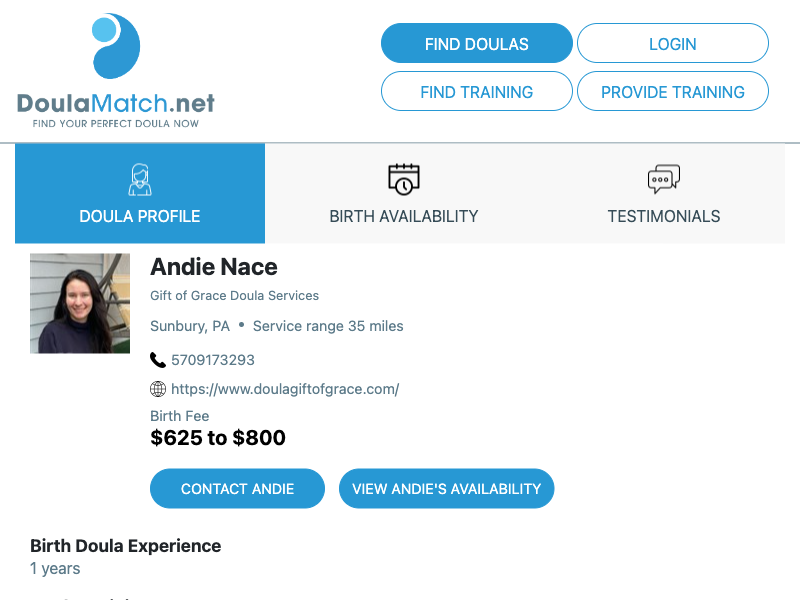 DoulaMatch.net
FIND YOUR PERFECT DOULA NOW
FIND DOULAS
LOGIN
FIND TRAINING
PROVIDE TRAINING
DOULA PROFILE
BIRTH AVAILABILITY
TESTIMONIALS
Andie Nace
Gift of Grace Doula Services
Sunbury, PA • Service range 35 miles
5709173293
https://www.doulagiftofgrace.com/
Birth Fee
$625 to $800
CONTACT ANDIE
VIEW ANDIE'S AVAILABILITY
Birth Doula Experience
1 years